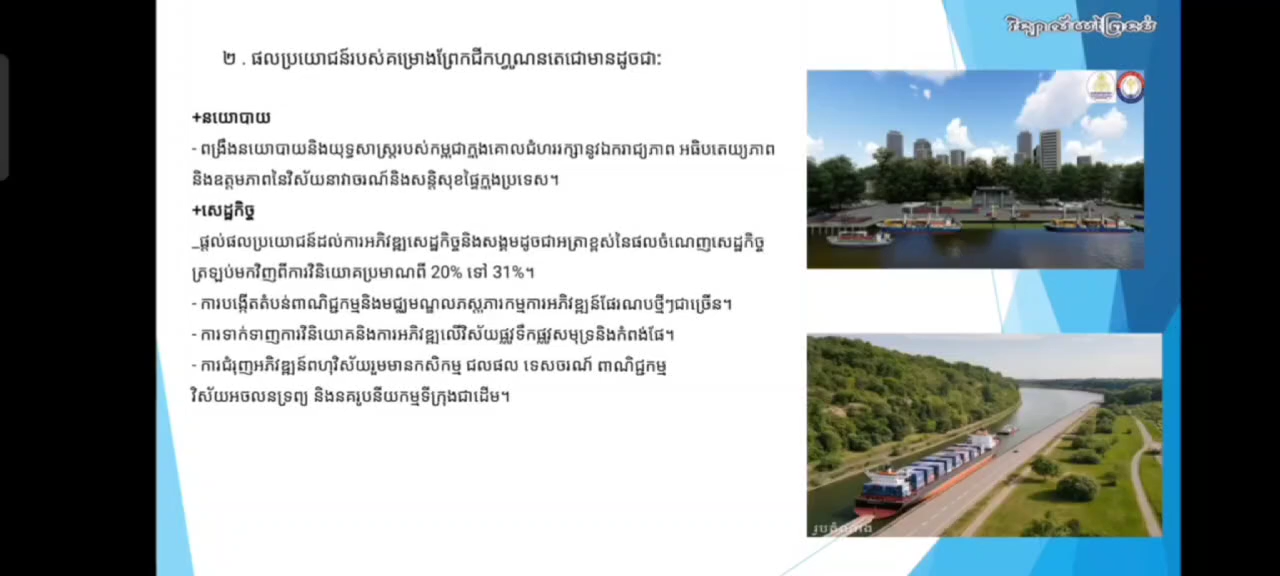 វិទ្យាល័យព្រែកជំ
២ . ផលប្រយោជន៍របស់គម្រោងព្រែកជីកហ្វូណនតេជោមានដូចជា:
+នយោបាយ
- ពង្រឹងនយោបាយនិងយុទ្ធសាស្ត្ររបស់កម្ពុជាក្នុងគោលជំហររក្សានូវឯករាជ្យភាព អធិបតេយ្យភាព
និងឧត្តមភាពនៃវិស័យនាវាចរណ៍និងសន្តិសុខផ្ទៃក្នុងប្រទេស។
+សេដ្ឋកិច្ច
_ផ្តល់ផលប្រយោជន៍ដល់ការអភិវឌ្ឍសេដ្ឋកិច្ចនិងសង្គមដូចជាអត្រាខ្ពស់នៃផលចំណេញសេដ្ឋកិច្ច
ត្រឡប់មកវិញពីការវិនិយោគប្រមាណពី 20% ទៅ 31%។
- ការបង្កើតតំបន់ពាណិជ្ជកម្មនិងមជ្ឈមណ្ឌលភស្តុភារកម្មការអភិវឌ្ឍន៍ផែរណបថ្មីៗជាច្រើន។
- ការទាក់ទាញការវិនិយោគនិងការអភិវឌ្ឍលើវិស័យផ្លូវទឹកផ្លូវសមុទ្រនិងកំពង់ផែ។
- ការជំរុញអភិវឌ្ឍន៍ពហុវិស័យរួមមានកសិកម្ម ជលផល ទេសចរណ៍ ពាណិជ្ជកម្ម
វិស័យអចលនទ្រព្យ និងនគរូបនីយកម្មទីក្រុងជាដើម។